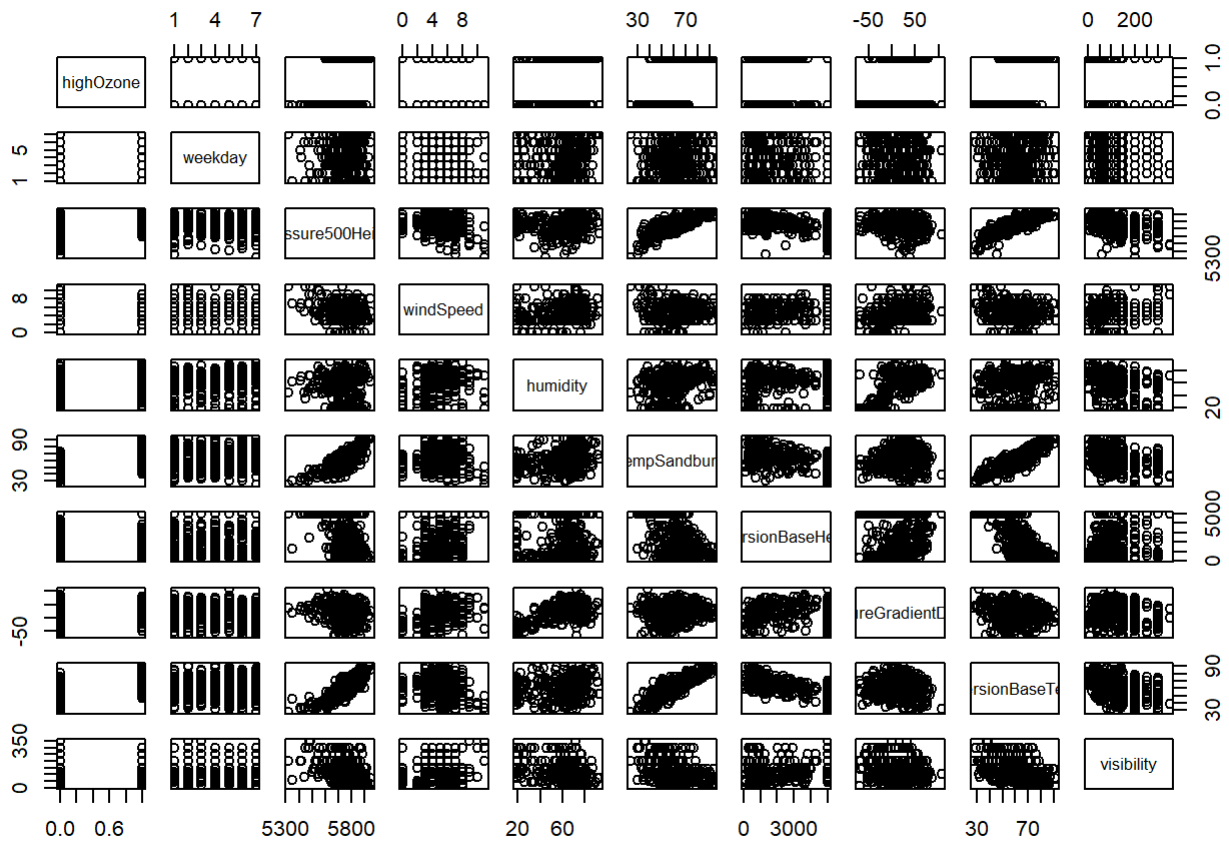 1 4 7 0 4 8 30 70 -50 50 0 200
highOzone 0.0 1.0
1 5 weekday
ssure500Hei 5300
0 8 windSpeed
humidity 20
30 90 empSandbur
rsionBaseHe 0 5000
-50 ureGradientD
ersionBaseTe 30 90
0 350 visibility
0.0 0.6 5300 5800 20 60 0 3000 30 70